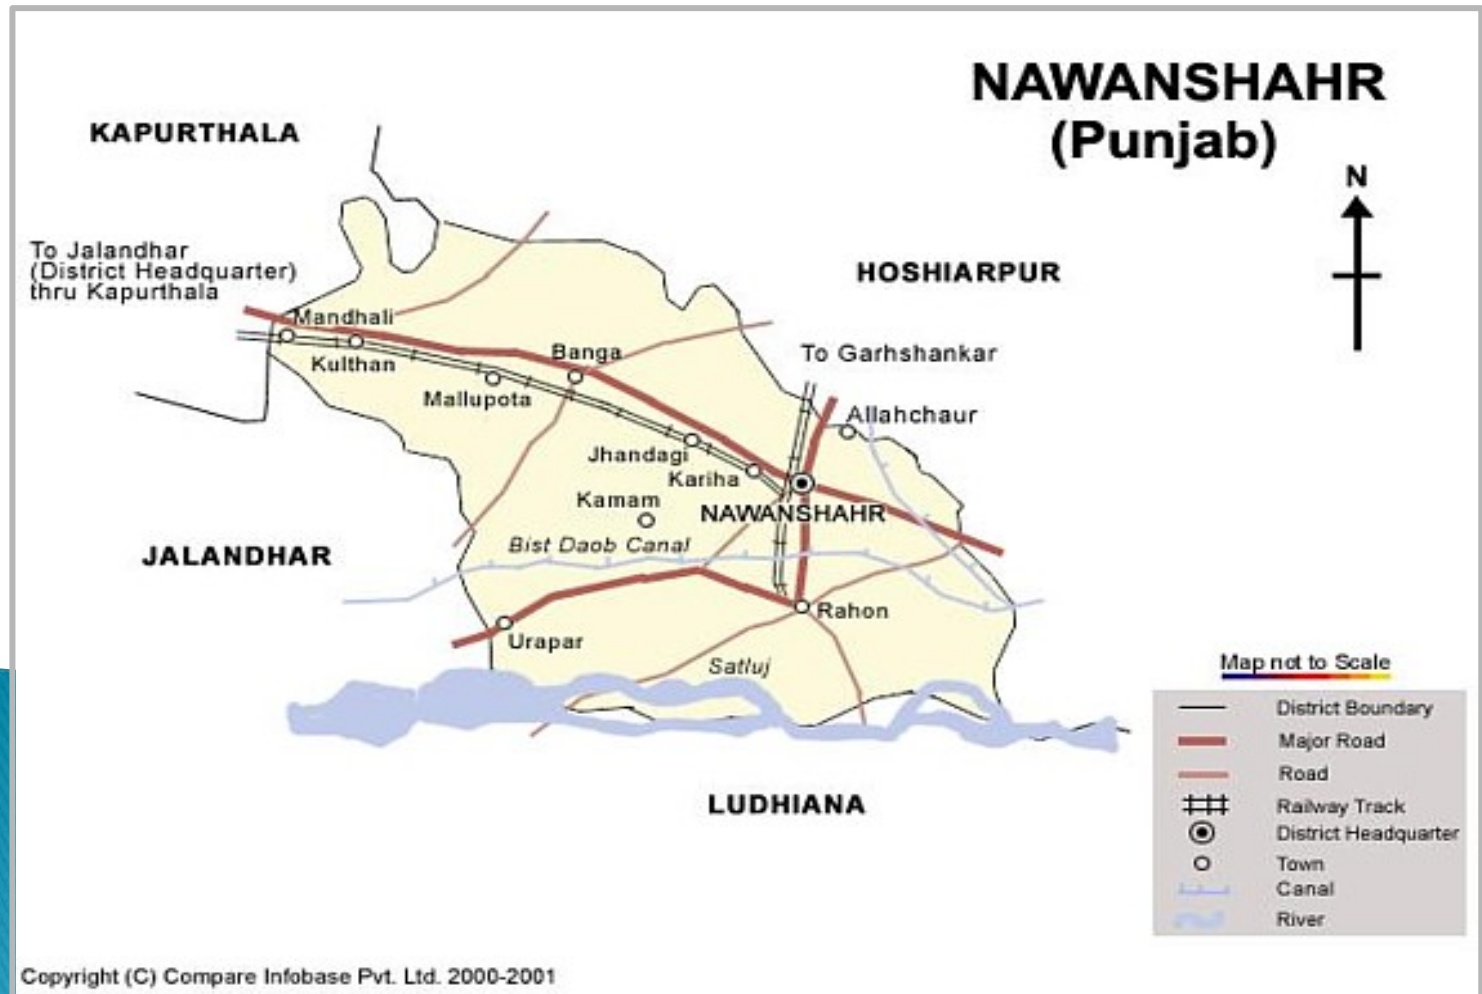 NAWANSHAHR
(Punjab)
N
KAPURTHALA
To Jalandhar
(District Headquarter)
thru Kapurthala
HOSHIARPUR
Mandhali
Kulthan
Banga
To Garhshankar
Mallupota
Allahchaur
Jhandagi
Kariha
Kamam
NAWANSHAHR
JALANDHAR
Bist Daob Canal
Rahon
Urapar
Satluj
LUDHIANA
Map not to Scale
District Boundary
Major Road
Road
Railway Track
District Headquarter
Town
Canal
River
Copyright (C) Compare Infobase Pvt. Ltd. 2000-2001